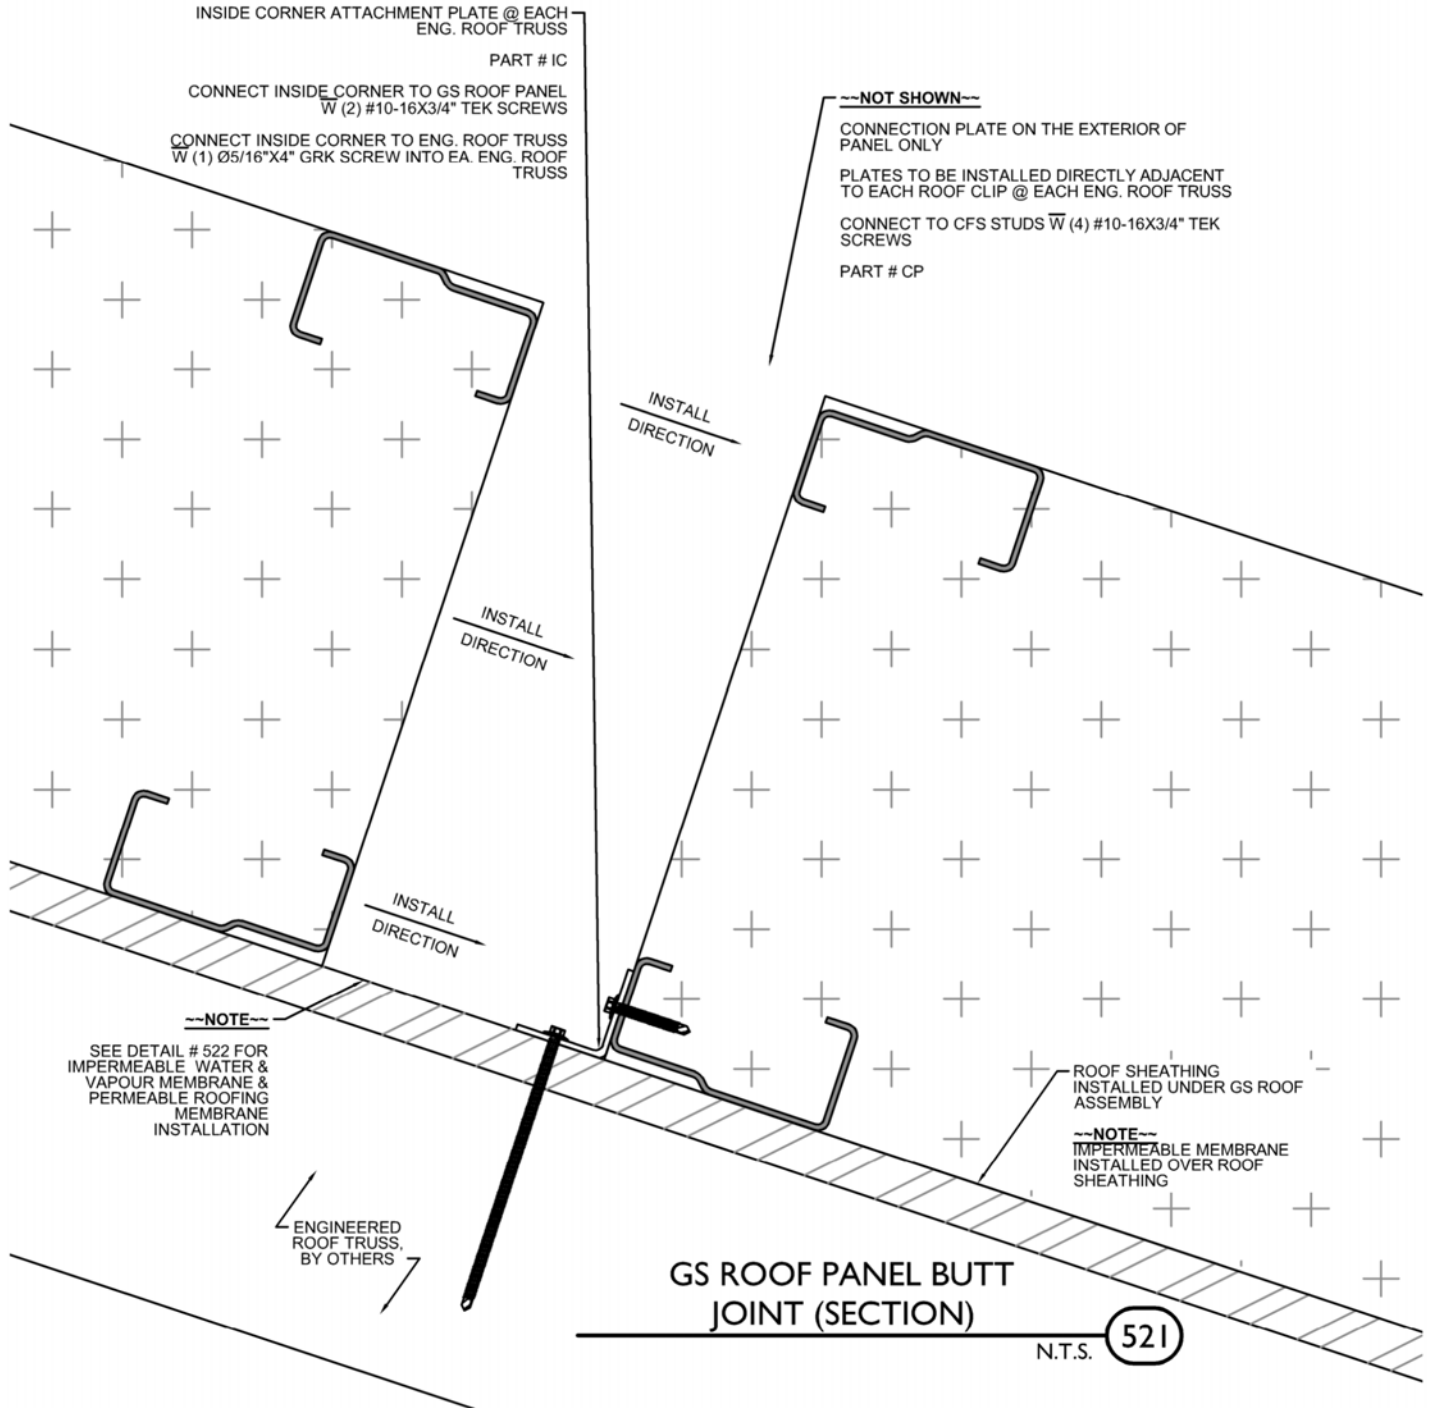 INSIDE CORNER ATTACHMENT PLATE @ EACH
ENG. ROOF TRUSS
PART # IC
CONNECT INSIDE CORNER TO GS ROOF PANEL
W̅ (2) #10-16X3/4" TEK SCREWS
CONNECT INSIDE CORNER TO ENG. ROOF TRUSS
W̅ (1) Ø5/16"X4" GRK SCREW INTO EA. ENG. ROOF
TRUSS
~~NOT SHOWN~~
CONNECTION PLATE ON THE EXTERIOR OF
PANEL ONLY
PLATES TO BE INSTALLED DIRECTLY ADJACENT
TO EACH ROOF CLIP @ EACH ENG. ROOF TRUSS
CONNECT TO CFS STUDS W̅ (4) #10-16X3/4" TEK
SCREWS
PART # CP
INSTALL
DIRECTION
INSTALL
DIRECTION
INSTALL
DIRECTION
~~NOTE~~
SEE DETAIL # 522 FOR
IMPERMEABLE WATER &
VAPOUR MEMBRANE &
PERMEABLE ROOFING
MEMBRANE
INSTALLATION
ROOF SHEATHING
INSTALLED UNDER GS ROOF
ASSEMBLY
~~NOTE~~
IMPERMEABLE MEMBRANE
INSTALLED OVER ROOF
SHEATHING
ENGINEERED
ROOF TRUSS,
BY OTHERS
GS ROOF PANEL BUTT
JOINT (SECTION)
521
N.T.S.